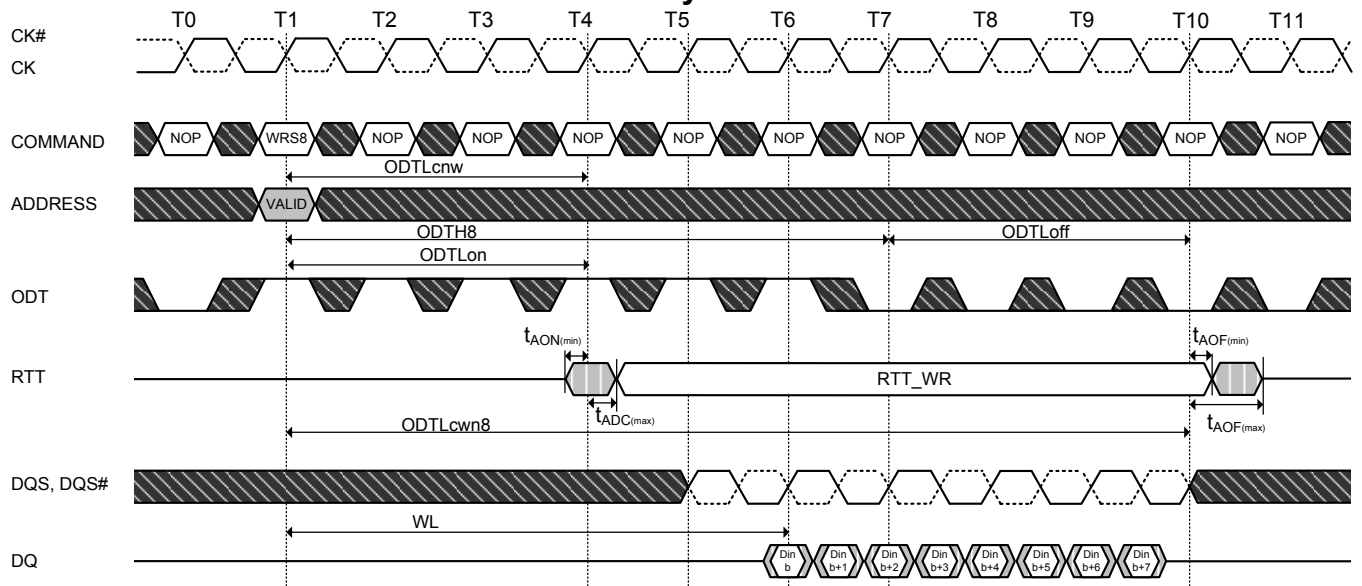 T0 T1 T2 T3 T4 T5 T6 T7 T8 T9 T10 T11
CK#
CK
COMMAND NOP WRS8 NOP NOP NOP NOP NOP NOP NOP NOP NOP NOP
ODTLcnw
ADDRESS VALID
ODTH8 ODTLoff
ODTLon
ODT
tAON(min) tAOF(min)
RTT RTT_WR
tADC(max) tAOF(max)
ODTLcwn8
DQS, DQS#
WL
DQ Din b Din b+1 Din b+2 Din b+3 Din b+4 Din b+5 Din b+6 Din b+7